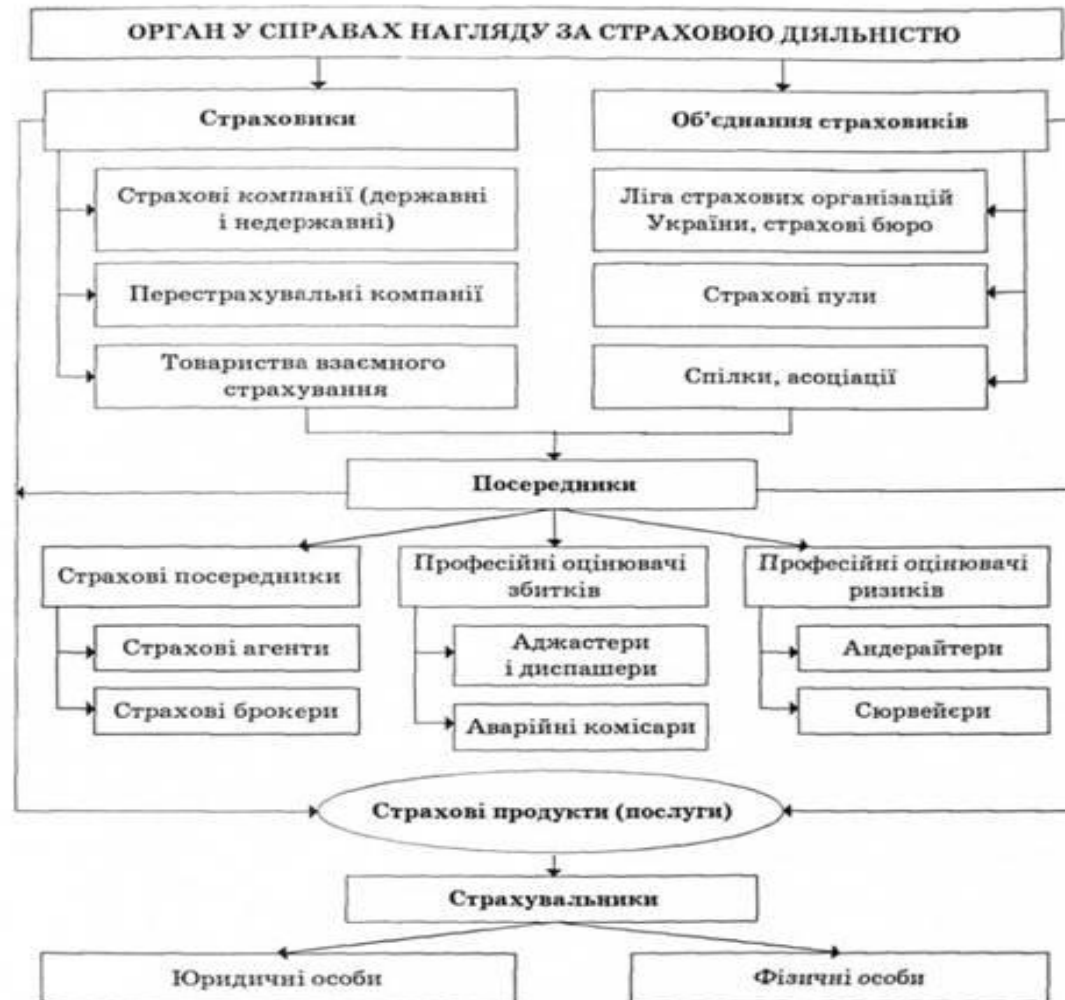 ОРГАН У СПРАВАХ НАГЛЯДУ ЗА СТРАХОВОЮ ДІЯЛЬНІСТЮ
Страховики
Об’єднання страховиків
Страхові компанії (державні
і недержавні)
Ліга страхових організацій
України, страхові бюро
Перестрахувальні компанії
Страхові пули
Товариства взаємного
страхування
Спілки, асоціації
Посередники
Страхові посередники
Професійні оцінювачі
збитків
Професійні оцінювачі
ризиків
Страхові агенти
Аджастери
і диспашери
Андерайтери
Страхові брокери
Аварійні комісари
Сюрвейєри
Страхові продукти (послуги)
Страхувальники
Юридичні особи
Фізичні особи